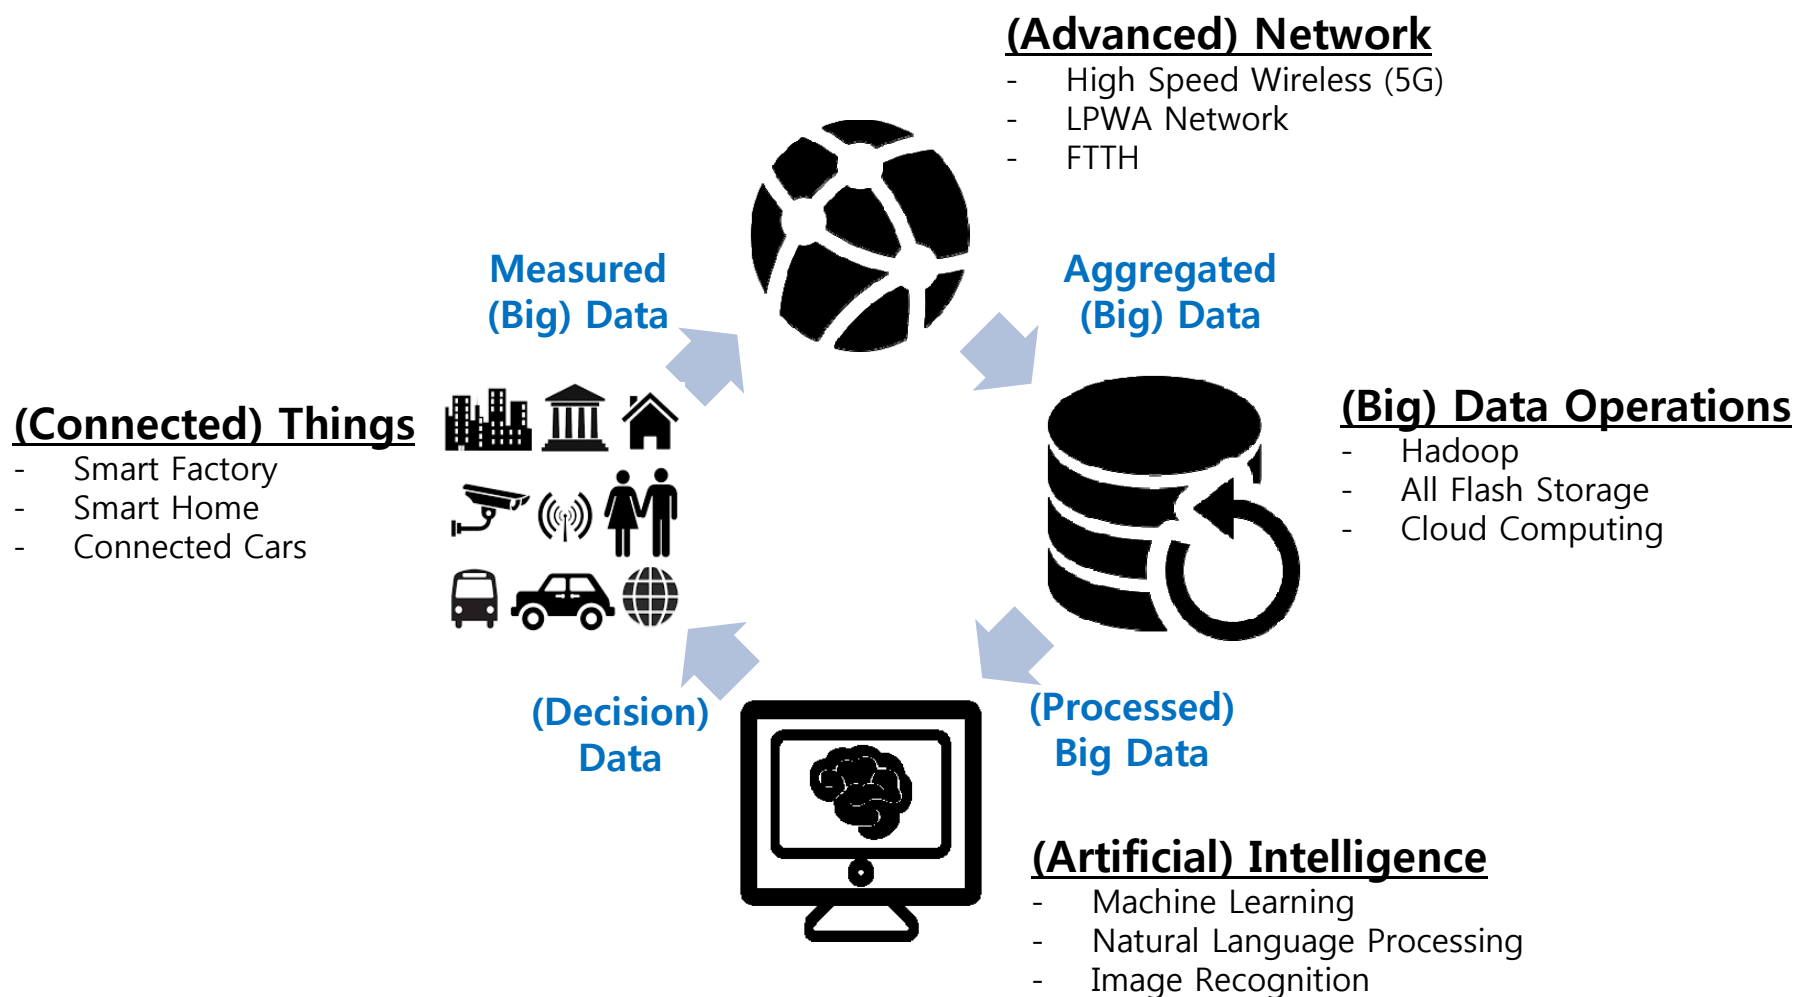 (Advanced) Network
- High Speed Wireless (5G)
- LPWA Network
- FTTH
Measured
(Big) Data
Aggregated
(Big) Data
(Connected) Things
- Smart Factory
- Smart Home
- Connected Cars
(Big) Data Operations
- Hadoop
- All Flash Storage
- Cloud Computing
(Decision)
Data
(Processed)
Big Data
(Artificial) Intelligence
- Machine Learning
- Natural Language Processing
- Image Recognition